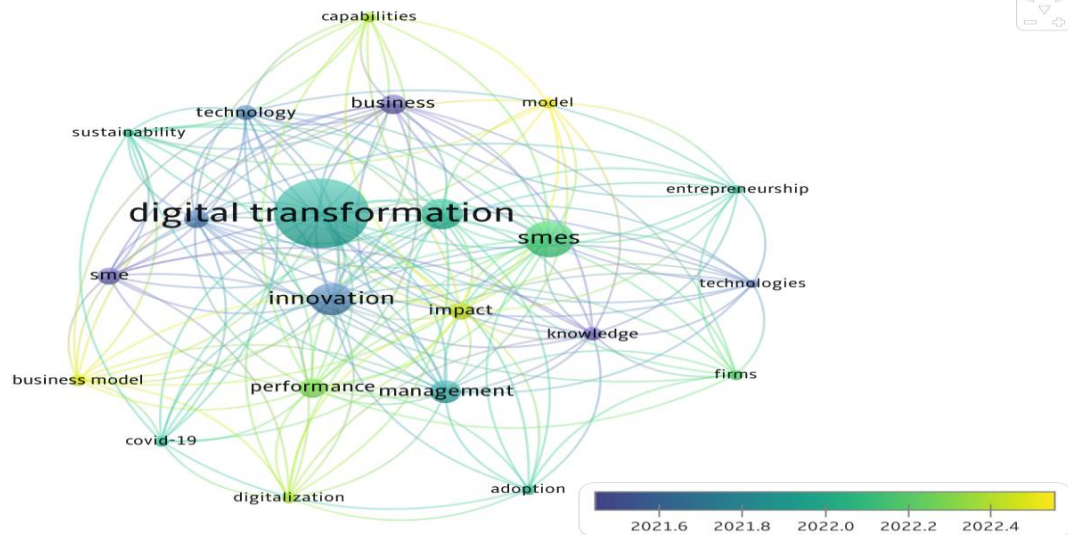 capabilities
business
model
technology
sustainability
entrepreneurship
digital transformation
smes
sme
technologies
innovation
impact
knowledge
firms
business model
performance
management
covid-19
adoption
digitalization
2021.6 2021.8 2022.0 2022.2 2022.4